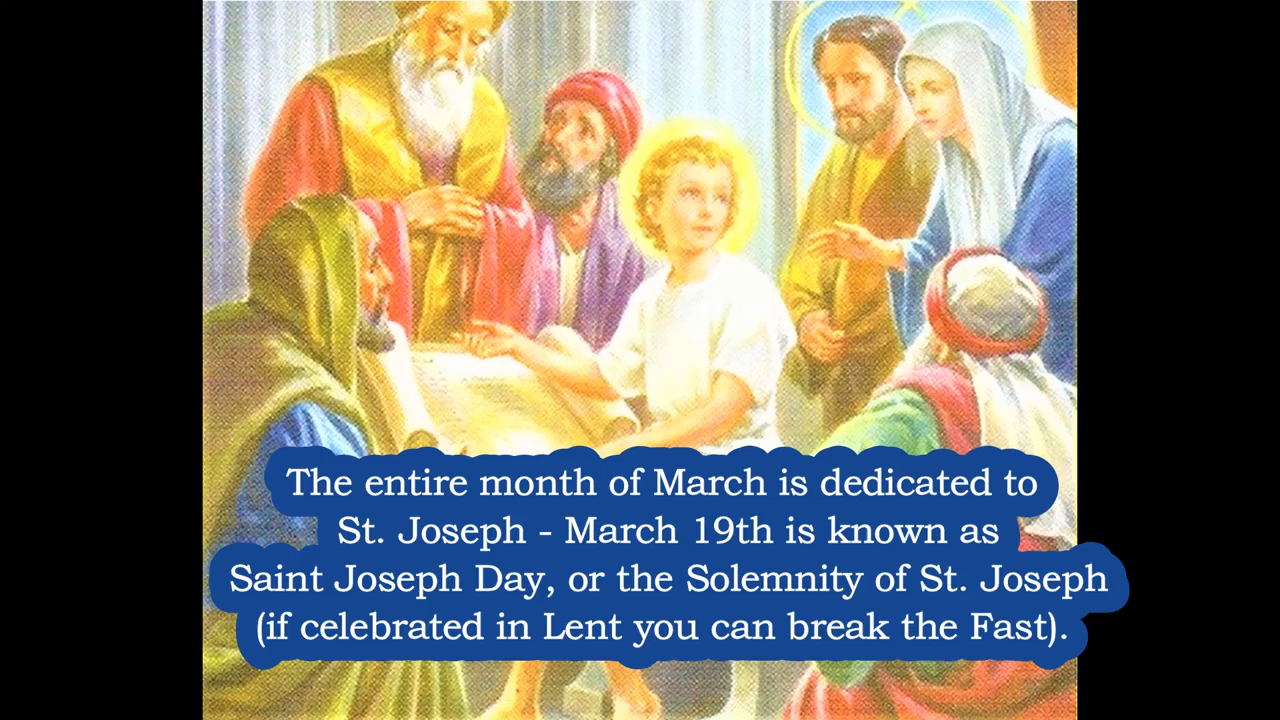 The entire month of March is dedicated to
St. Joseph - March 19th is known as
Saint Joseph Day, or the Solemnity of St. Joseph
(if celebrated in Lent you can break the Fast).